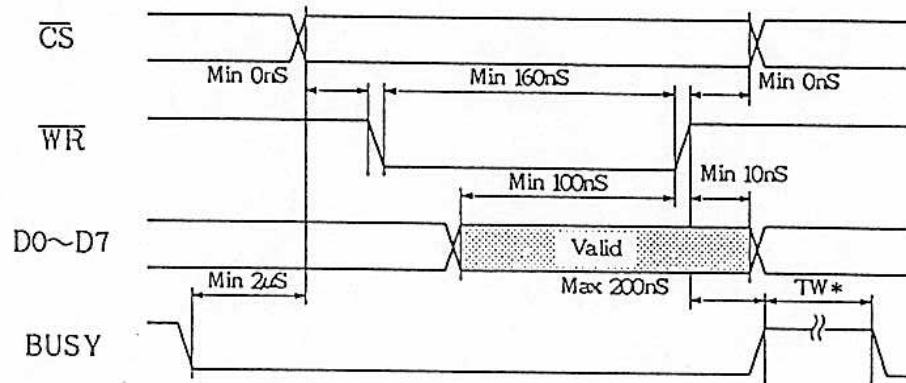 CS
Min 0nS Min 160nS Min 0nS
WR
Min 100nS Min 10nS
D0~D7 Valid
Min 2μS Max 200nS TW*
BUSY